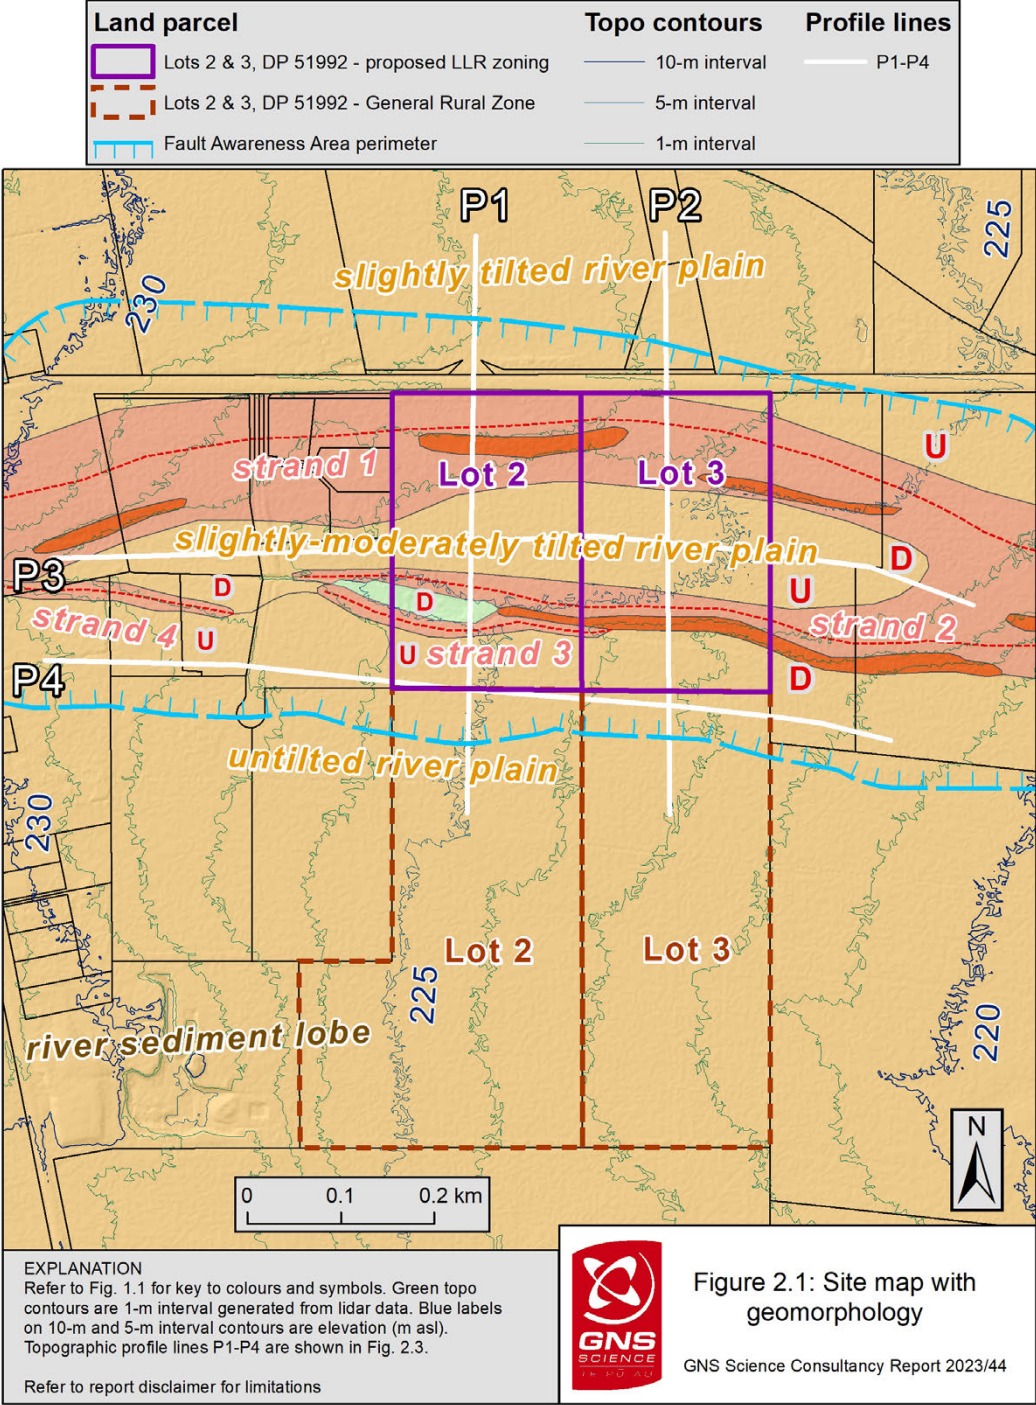 Land parcel
Topo contours
Profile lines
Lots 2 & 3, DP 51992 - proposed LLR zoning
10-m interval
P1-P4
Lots 2 & 3, DP 51992 - General Rural Zone
5-m interval
Fault Awareness Area perimeter
1-m interval
P1
P2
225
slightly tilted river plain
230
U
strand 1
Lot 2
Lot 3
slightly-moderately tilted river plain
D
P3
D
D
U
strand 4
strand 2
U
U
strand 3
P4
D
untilted river plain
230
Lot 2
Lot 3
225
river sediment lobe
220
N
0 0.1 0.2 km
EXPLANATION
Refer to Fig. 1.1 for key to colours and symbols. Green topo
contours are 1-m interval generated from lidar data. Blue labels
on 10-m and 5-m interval contours are elevation (m asl).
Topographic profile lines P1-P4 are shown in Fig. 2.3.
Refer to report disclaimer for limitations
GNS
SCIENCE
TE PŪ AO
Figure 2.1: Site map with
geomorphology
GNS Science Consultancy Report 2023/44